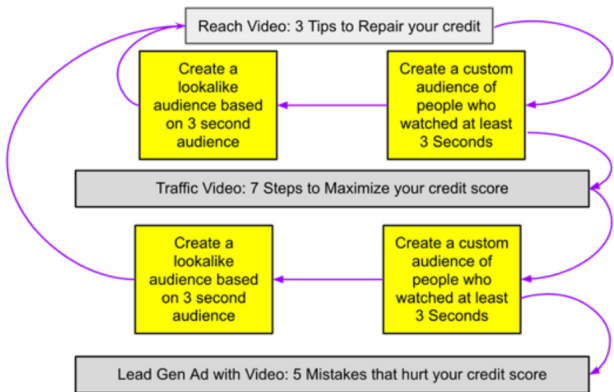 Reach Video: 3 Tips to Repair your credit
Create a
lookalike
audience based
on 3 second
audience
Create a custom
audience of
people who
watched at least
3 Seconds
Traffic Video: 7 Steps to Maximize your credit score
Create a
lookalike
audience based
on 3 second
audience
Create a custom
audience of
people who
watched at least
3 Seconds
Lead Gen Ad with Video: 5 Mistakes that hurt your credit score